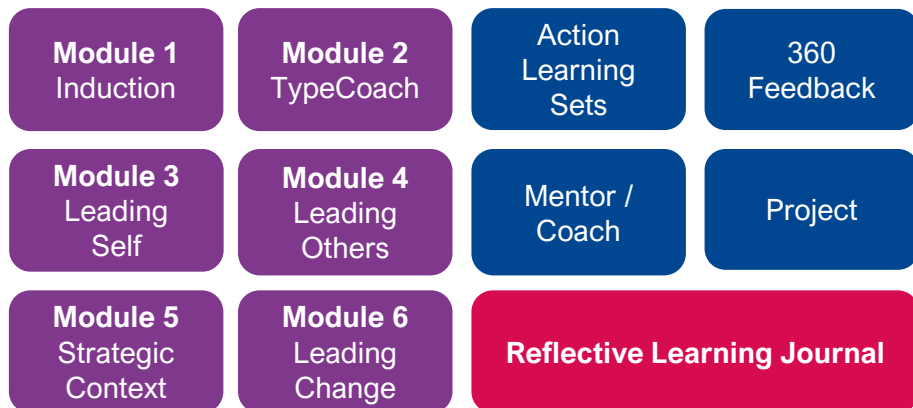 Module 1
Induction
Module 2
TypeCoach
Action
Learning
Sets
360
Feedback
Module 3
Leading
Self
Module 4
Leading
Others
Mentor /
Coach
Project
Module 5
Strategic
Context
Module 6
Leading
Change
Reflective Learning Journal